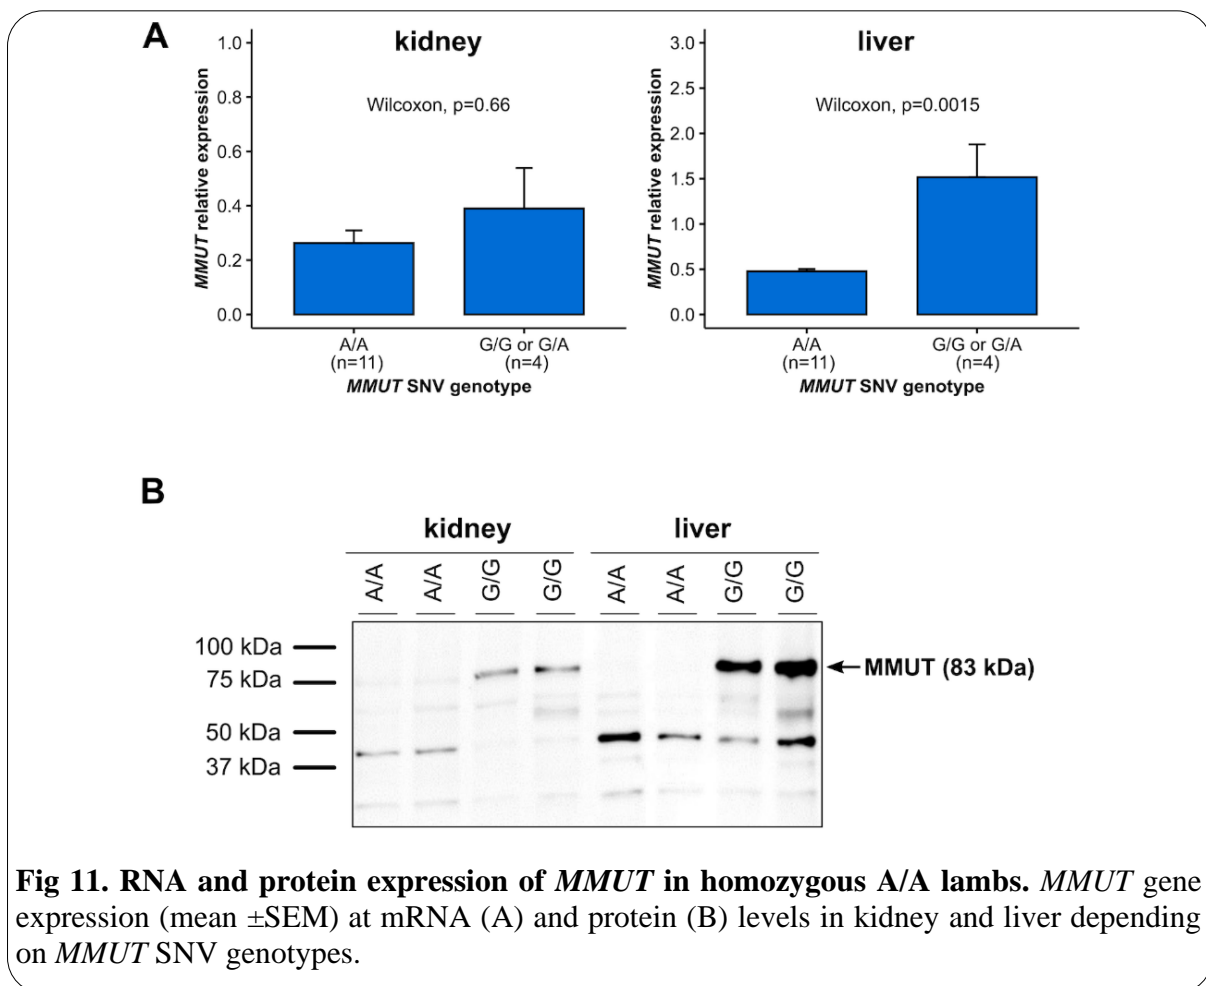 A
kidney
Wilcoxon, p=0.66
MMUT relative expression
1.0
0.8
0.6
0.4
0.2
0.0
A/A
(n=11)
G/G or G/A
(n=4)
MMUT SNV genotype
liver
Wilcoxon, p=0.0015
MMUT relative expression
3.0
2.5
2.0
1.5
1.0
0.5
0.0
A/A
(n=11)
G/G or G/A
(n=4)
MMUT SNV genotype
B
kidney liver
A/A A/A G/G G/G A/A A/A G/G G/G
100 kDa
75 kDa
50 kDa
37 kDa
MMUT (83 kDa)
Fig 11. RNA and protein expression of MMUT in homozygous A/A lambs. MMUT gene
expression (mean ±SEM) at mRNA (A) and protein (B) levels in kidney and liver depending
on MMUT SNV genotypes.